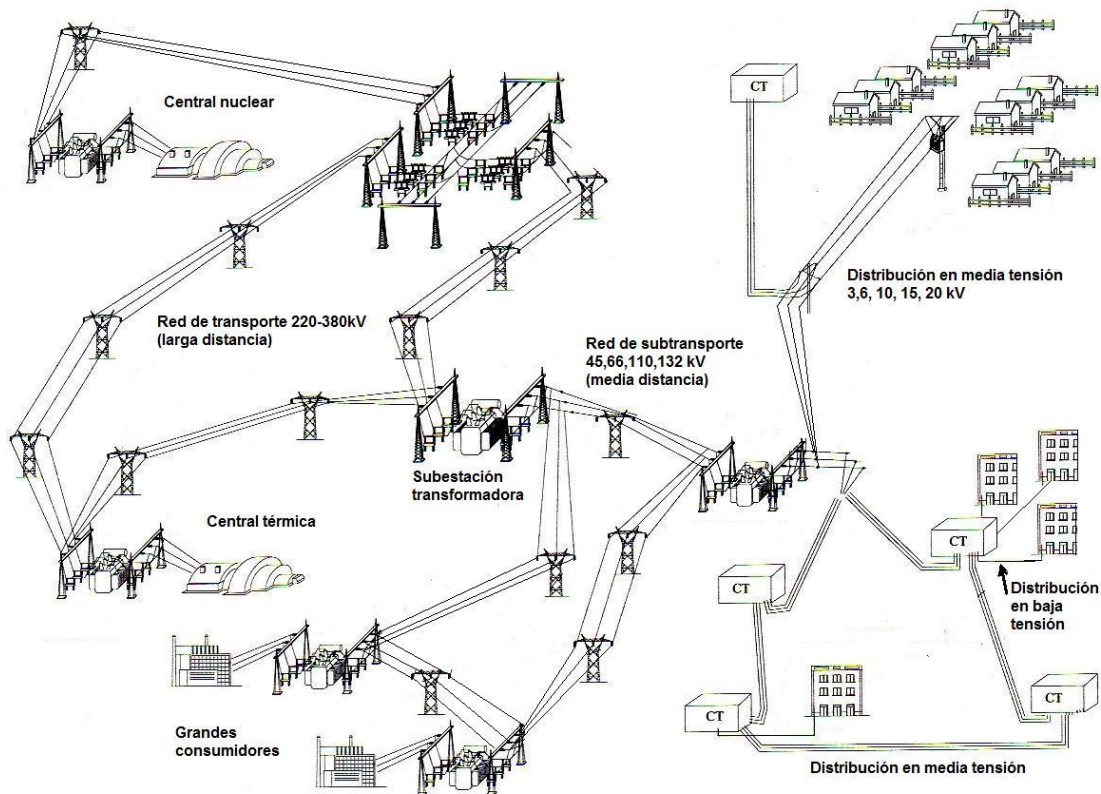 Central nuclear
CT
Distribución en media tensión
3,6, 10, 15, 20 kV
Red de transporte 220-380kV
(larga distancia)
Red de subtransporte
45,66,110,132 kV
(media distancia)
Subestación
transformadora
Central térmica
CT
CT
Distribución
en baja
tensión
CT
CT
Grandes
consumidores
Distribución en media tensión